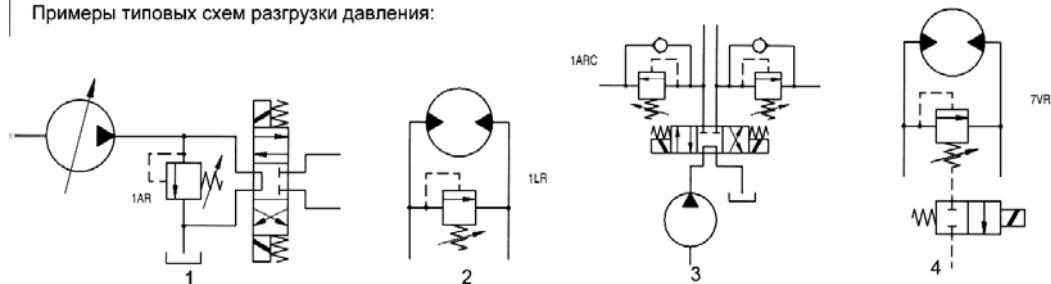 Примеры типовых схем разгрузки давления:
1AR
1
1LR
2
1ARC
3
7VR
4